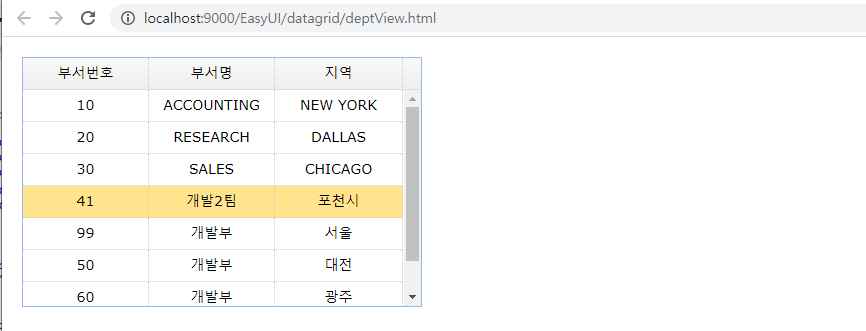 localhost:9000/EasyUI/datagrid/deptView.html
부서번호 부서명 지역
10 ACCOUNTING NEW YORK
20 RESEARCH DALLAS
30 SALES CHICAGO
41 개발2팀 포천시
99 개발부 서울
50 개발부 대전
60 개발부 광주